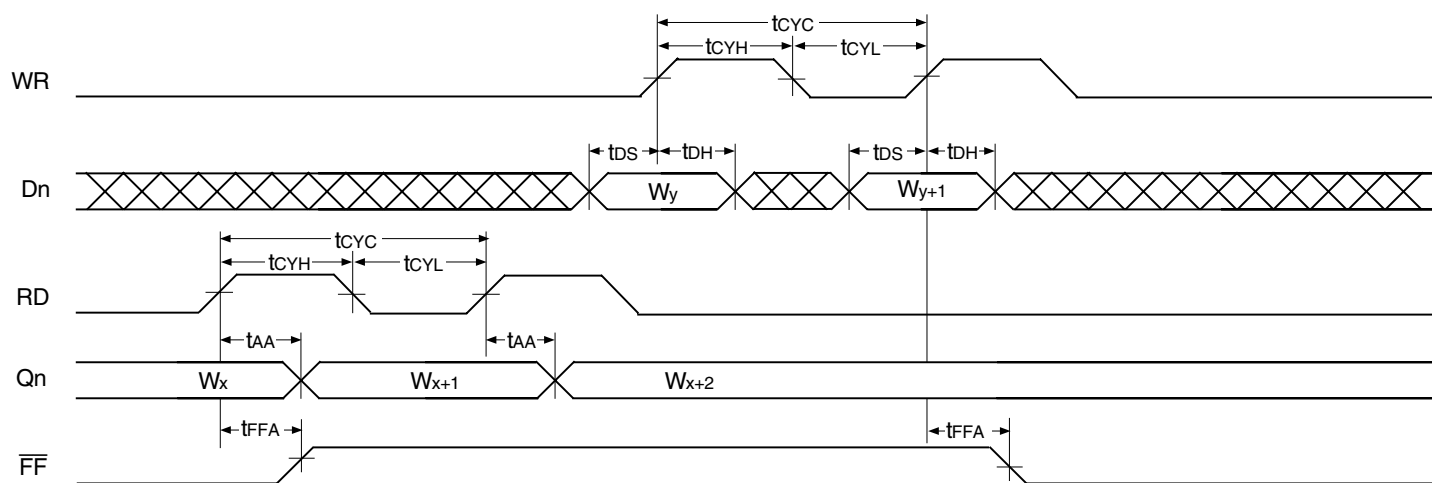 tCYC
tCYH tCYL
WR
tDS tDH tDS tDH
Dn Wy Wy+1
tCYC
tCYH tCYL
RD
tAA tAA
Qn Wx Wx+1 Wx+2
tFFA tFFA
F̅F̅